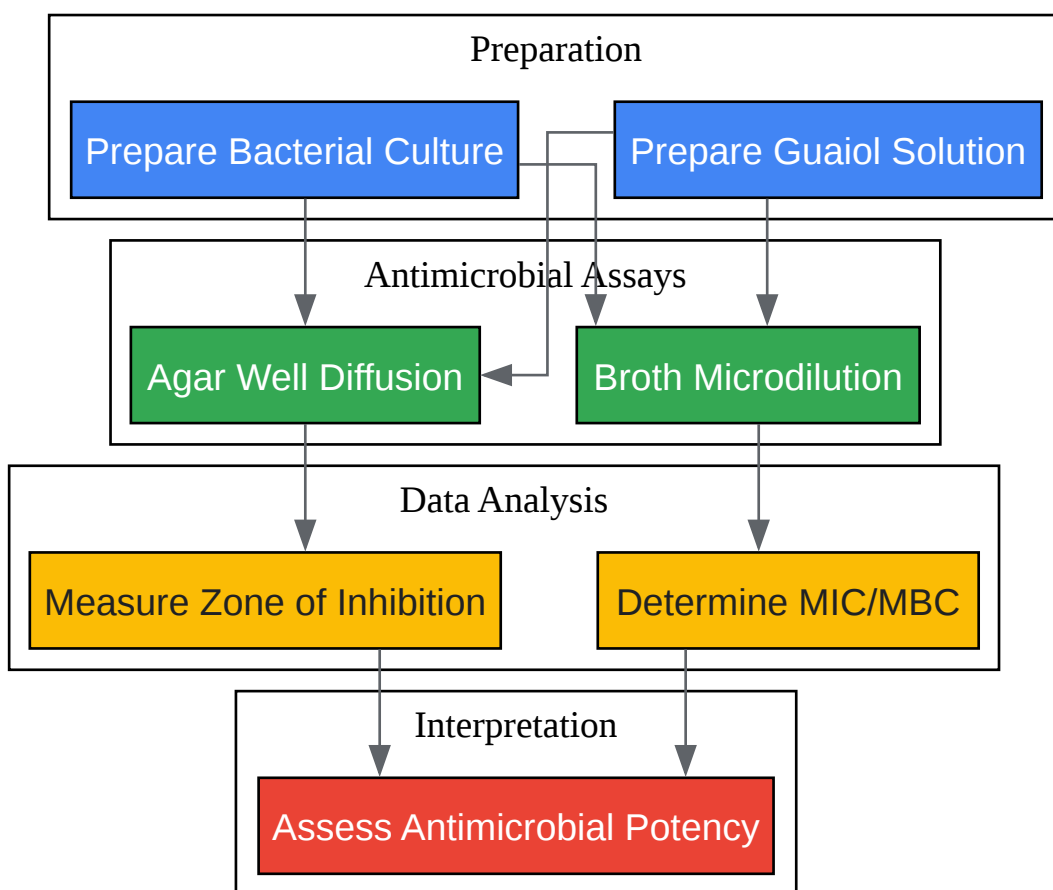 Preparation
Prepare Bacterial Culture
Prepare Guaiol Solution
Antimicrobial Assays
Agar Well Diffusion
Broth Microdilution
Data Analysis
Measure Zone of Inhibition
Determine MIC/MBC
Interpretation
Assess Antimicrobial Potency